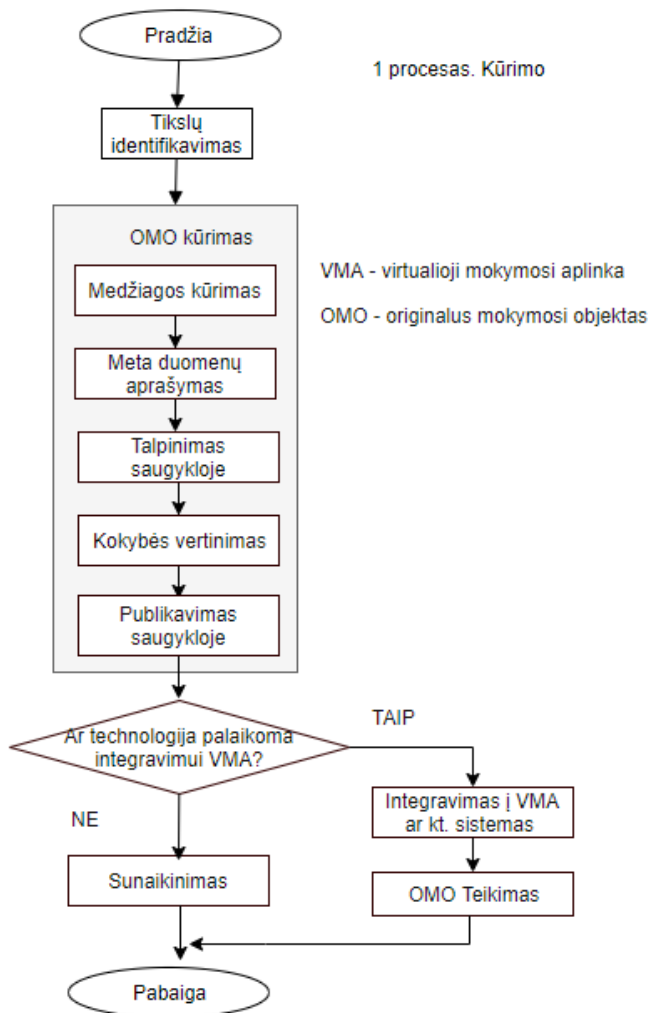 Pradžia
1 procesas. Kūrimo
Tikslų
identifikavimas
OMO kūrimas
Medžiagos kūrimas
VMA - virtualioji mokymosi aplinka
OMO - originalus mokymosi objektas
Meta duomenų
aprašymas
Talpinimas
saugykloje
Kokybės vertinimas
Publikavimas
saugykloje
Ar technologija palaikoma
integravimui VMA?
TAIP
NE
Integravimas į VMA
ar kt. sistemas
Sunaikinimas
OMO Teikimas
Pabaiga